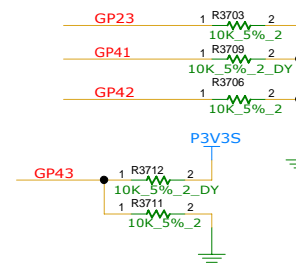 GP23 1 R3703 2
10K_5%_2
GP41 1 R3709 2
10K_5%_2_DY
GP42 1 R3706 2
10K_5%_2
P3V3S
GP43 1 R3712 2
10K_5%_2_DY
1 R3711 2
10K_5%_2